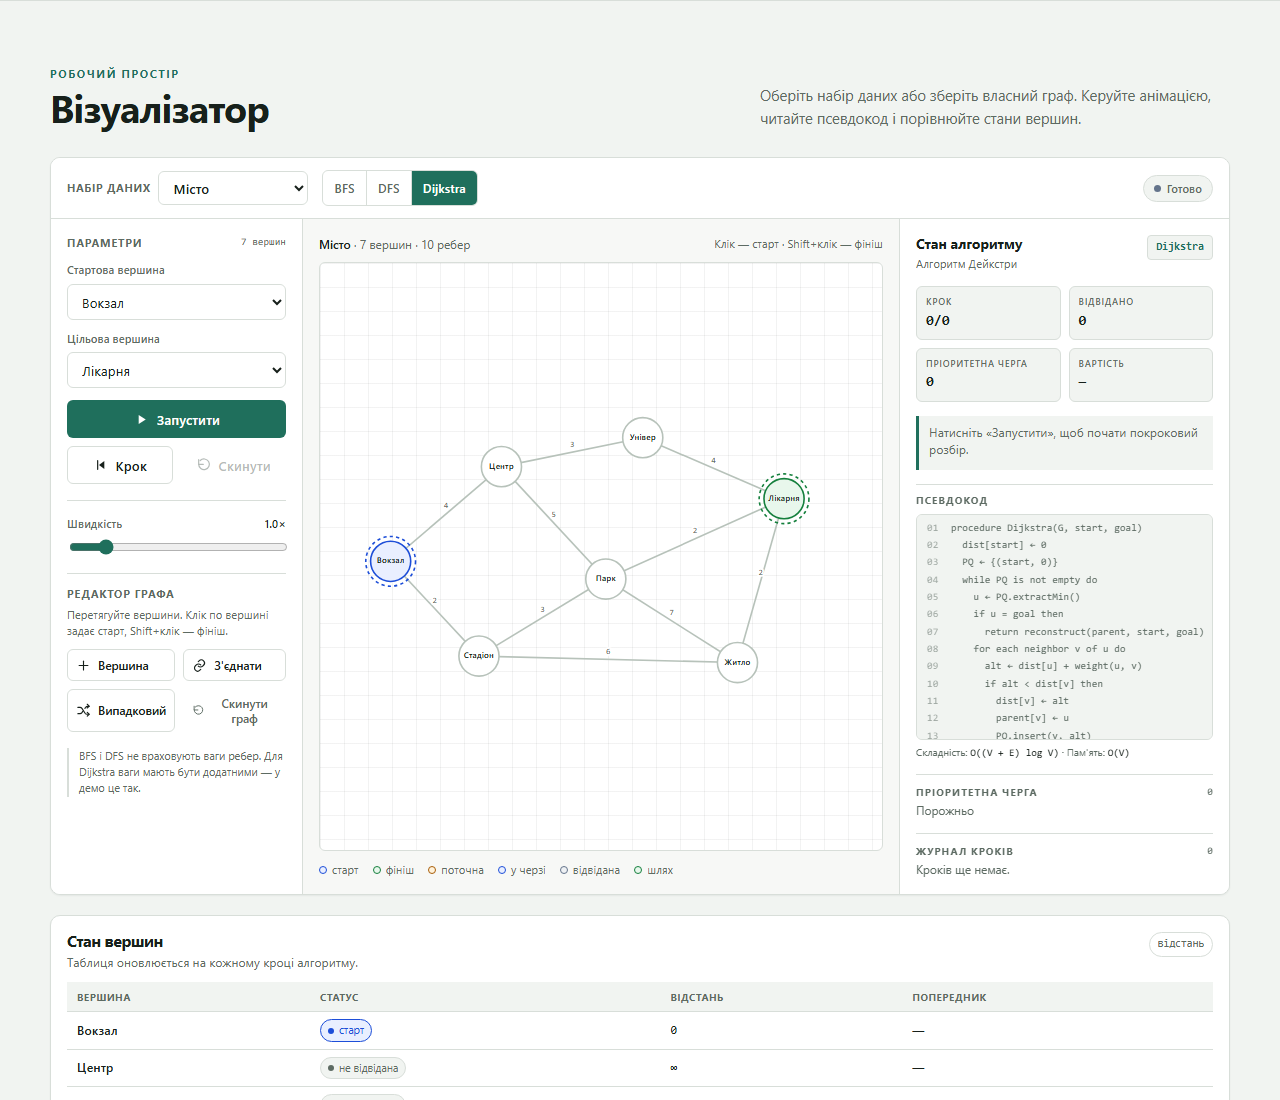 РОБОЧИЙ ПРОСТІР
Візуалізатор
Оберіть набір даних або зберіть власний граф. Керуйте анімацією,
читайте псевдокод і порівнюйте стани вершин.
НАБІР ДАНИХ
Місто
BFS
DFS
Dijkstra
Готово
ПАРАМЕТРИ
7 вершин
Стартова вершина
Вокзал
Цільова вершина
Лікарня
Запустити
Крок
Скинути
Швидкість
1.0×
РЕДАКТОР ГРАФА
Перетягуйте вершини. Клік по вершині
задає старт, Shift+клік — фініш.
Вершина
З'єднати
Випадковий
Скинути
граф
BFS і DFS не враховують ваги ребер. Для
Dijkstra ваги мають бути додатними — у
демо це так.
Місто · 7 вершин · 10 ребер
Клік — старт · Shift+клік — фініш
Універ
3
Центр
4
Лікарня
4
5
2
Вокзал
2
Парк
2
3
7
Стадіон
6
Житло
старт
фініш
поточна
у черзі
відвідана
шлях
Стан алгоритму
Алгоритм Дейкстри
Dijkstra
КРОК
0/0
ВІДВІДАНО
0
ПРІОРИТЕТНА ЧЕРГА
0
ВАРТІСТЬ
—
Натисніть «Запустити», щоб почати покроковий
розбір.
ПСЕВДОКОД
01 procedure Dijkstra(G, start, goal)
02 dist[start] ← 0
03 PQ ← {(start, 0)}
04 while PQ is not empty do
05 u ← PQ.extractMin()
06 if u = goal then
07 return reconstruct(parent, start, goal)
08 for each neighbor v of u do
09 alt ← dist[u] + weight(u, v)
10 if alt < dist[v] then
11 dist[v] ← alt
12 parent[v] ← u
13 PQ.insert(v, alt)
Складність: O((V + E) log V) · Пам'ять: O(V)
ПРІОРИТЕТНА ЧЕРГА
0
Порожньо
ЖУРНАЛ КРОКІВ
0
Кроків ще немає.
Стан вершин
Таблиця оновлюється на кожному кроці алгоритму.
відстань
ВЕРШИНА СТАТУС ВІДСТАНЬ ПОПЕРЕДНИК
Вокзал старт 0 —
Центр не відвідана ∞ —